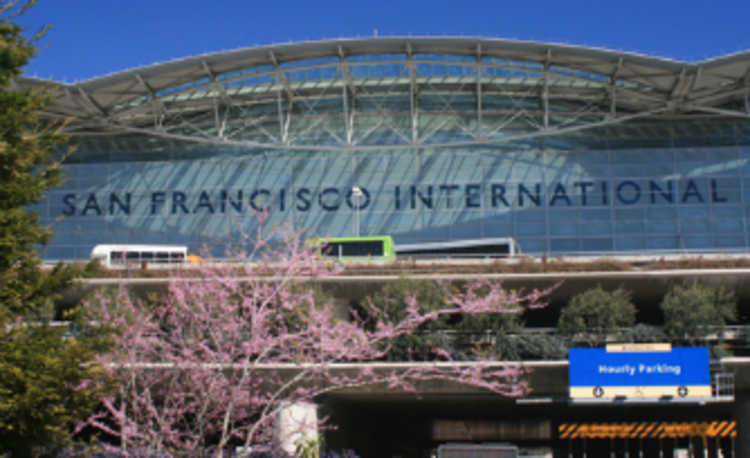 SAN FRANCISCO INTERNATIONAL
Hourly Parking